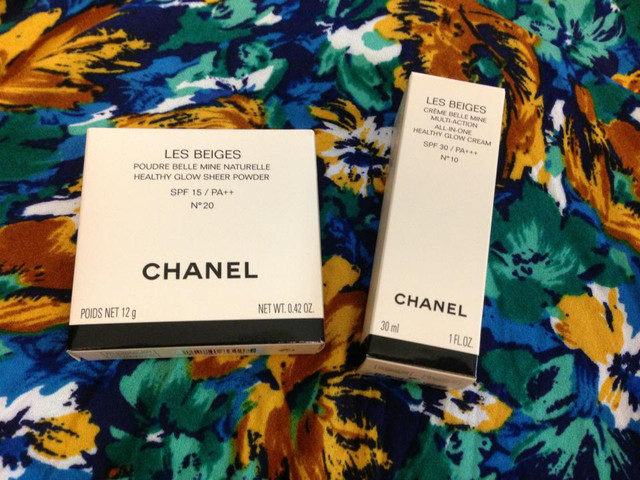 LES BEIGES
POUDRE BELLE MINE NATURELLE
HEALTHY GLOW SHEER POWDER
SPF 15 / PA++
N°20
CHANEL
POIDS NET 12 g
NET WT. 0.42 OZ.
LES BEIGES
CRÈME BELLE MINE
MULTI-ACTION
ALL-IN-ONE
HEALTHY GLOW CREAM
SPF 30 / PA+++
N°10
CHANEL
30 ml
1 FL.OZ.